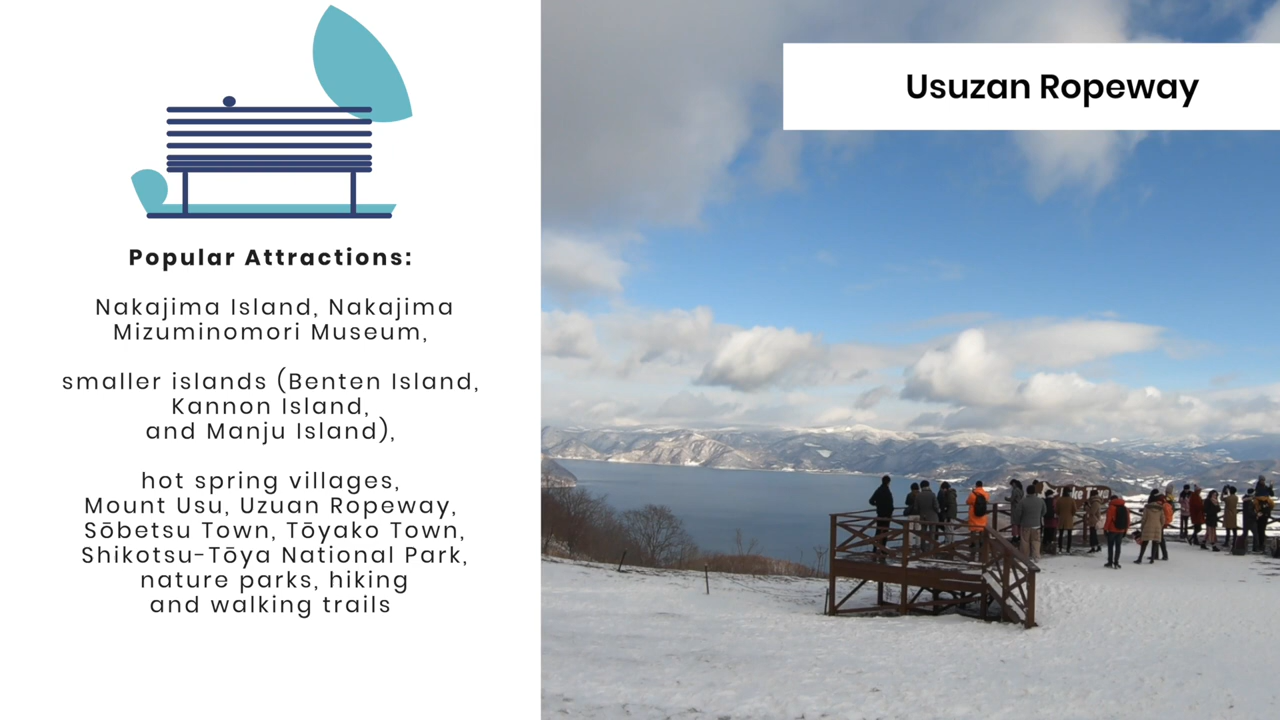 Popular Attractions:
Nakajima Island, Nakajima
Mizuminomori Museum,
smaller islands (Benten Island,
Kannon Island,
and Manju Island),
hot spring villages,
Mount Usu, Uzuan Ropeway,
Sōbetsu Town, Tōyako Town,
Shikotsu-Tōya National Park,
nature parks, hiking
and walking trails
Usuzan Ropeway